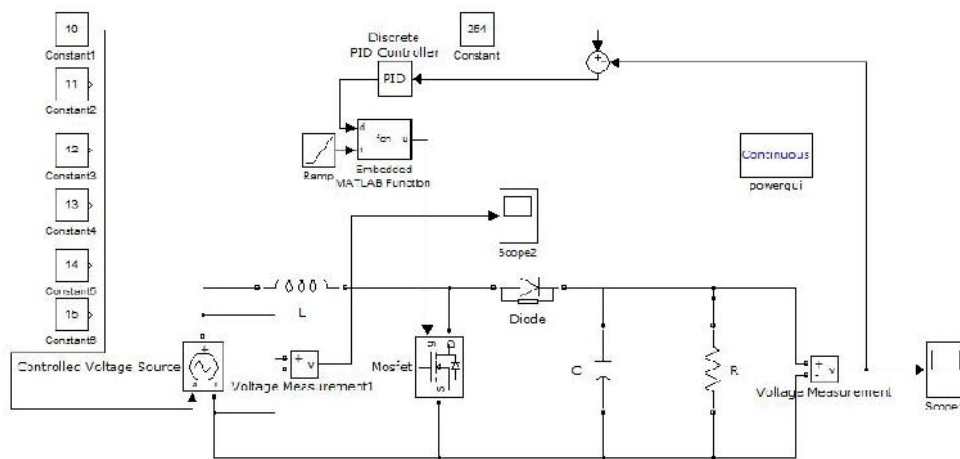 10
Constant1
11
Constant2
12
Constant3
13
Constant4
14
Constant5
15
Constant6
Discrete
PID Controller
PID
264
Constant
+
-
Ramp
d
t
fcn
u
Embedded
MATLAB Function
Continuous
powergui
Scope2
L
Diode
Controlled Voltage Source
+
+
-
v
Voltage Measurement1
Mosfet
g
D
S
C
R
+
-
v
Voltage Measurement
Scope